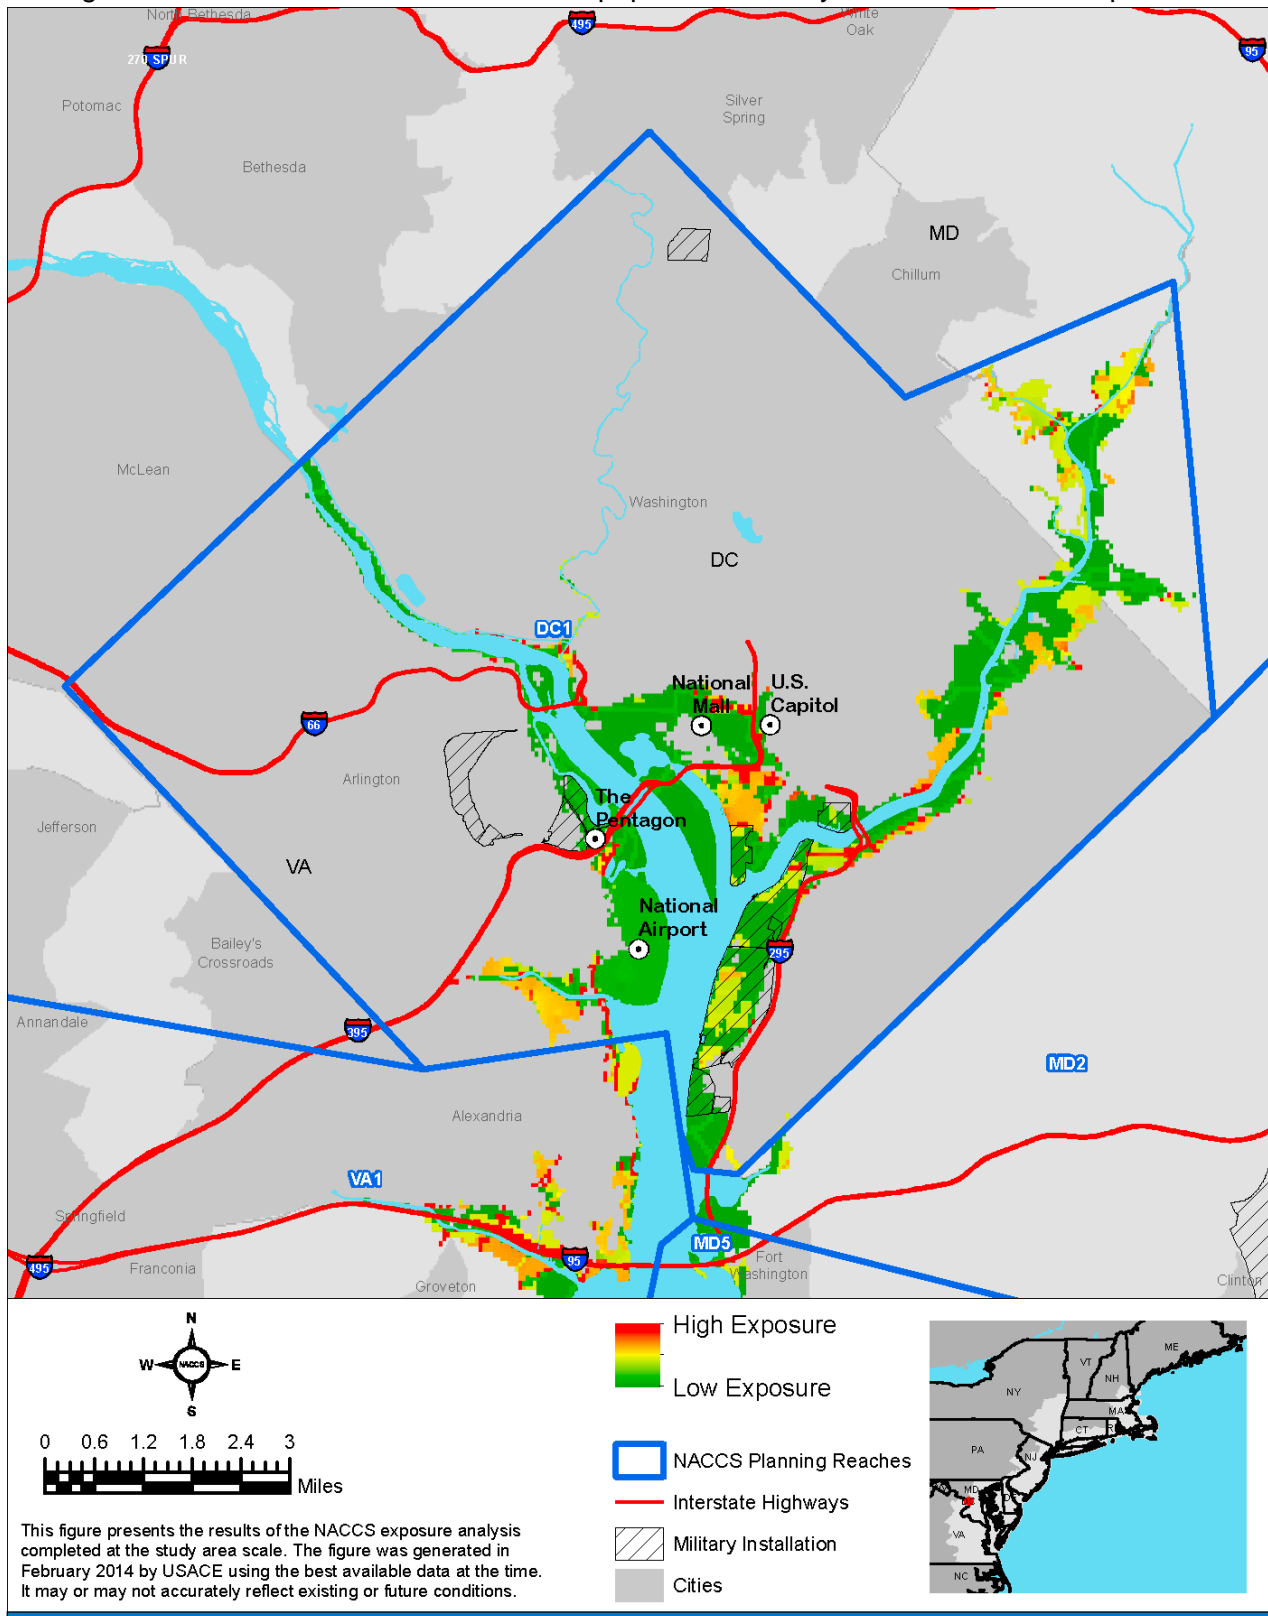 North Bethesda
495
White
Oak
95
270 SPUR
Potomac
Silver
Spring
Bethesda
MD
Chillum
McLean
Washington
DC
DC1
National
Mall
U.S.
Capitol
66
Arlington
The
Pentagon
Jefferson
VA
National
Airport
Bailey's
Crossroads
295
Annandale
395
MD2
Alexandria
VA1
Springfield
MD5
95
Fort
Washington
495
Franconia
Groveton
Clinton
N
W NACCS E
S
0 0.6 1.2 1.8 2.4 3
Miles
This figure presents the results of the NACCS exposure analysis
completed at the study area scale. The figure was generated in
February 2014 by USACE using the best available data at the time.
It may or may not accurately reflect existing or future conditions.
High Exposure
Low Exposure
NACCS Planning Reaches
Interstate Highways
Military Installation
Cities
ME
VT
NH
NY
MA
CT
PA
NJ
MD
VA
NC